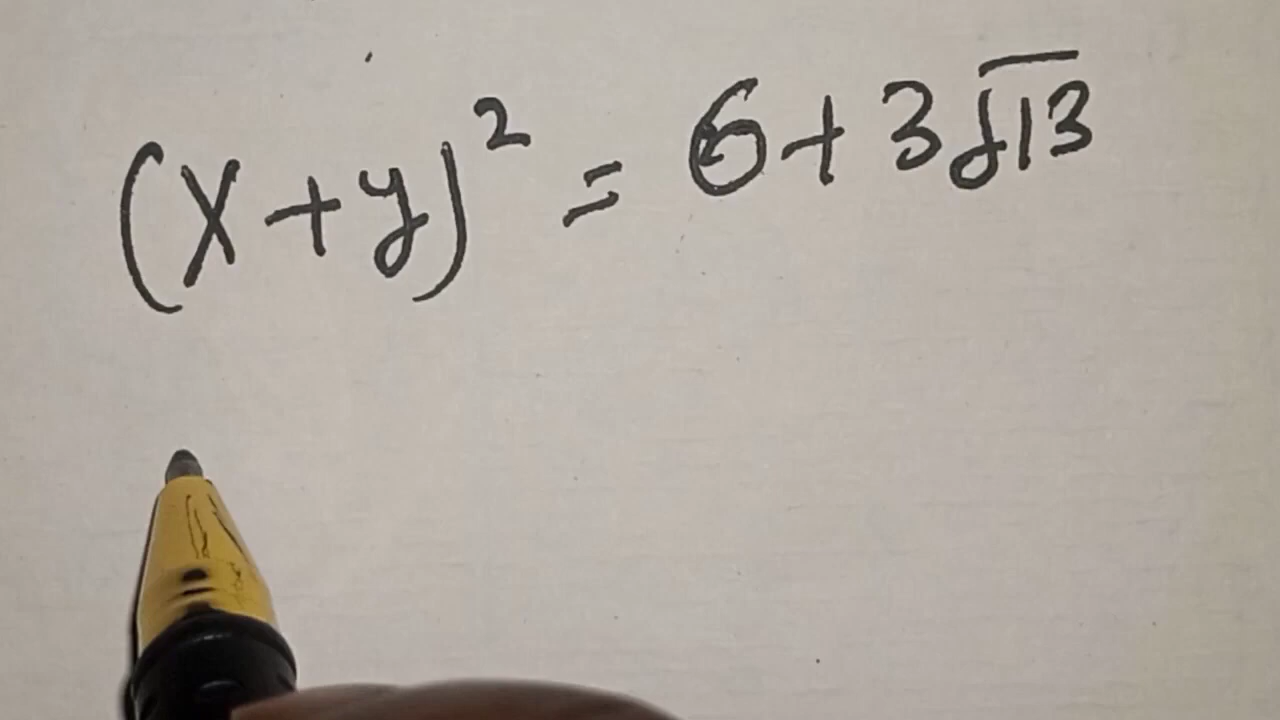 (x+y)² = 6+3√13